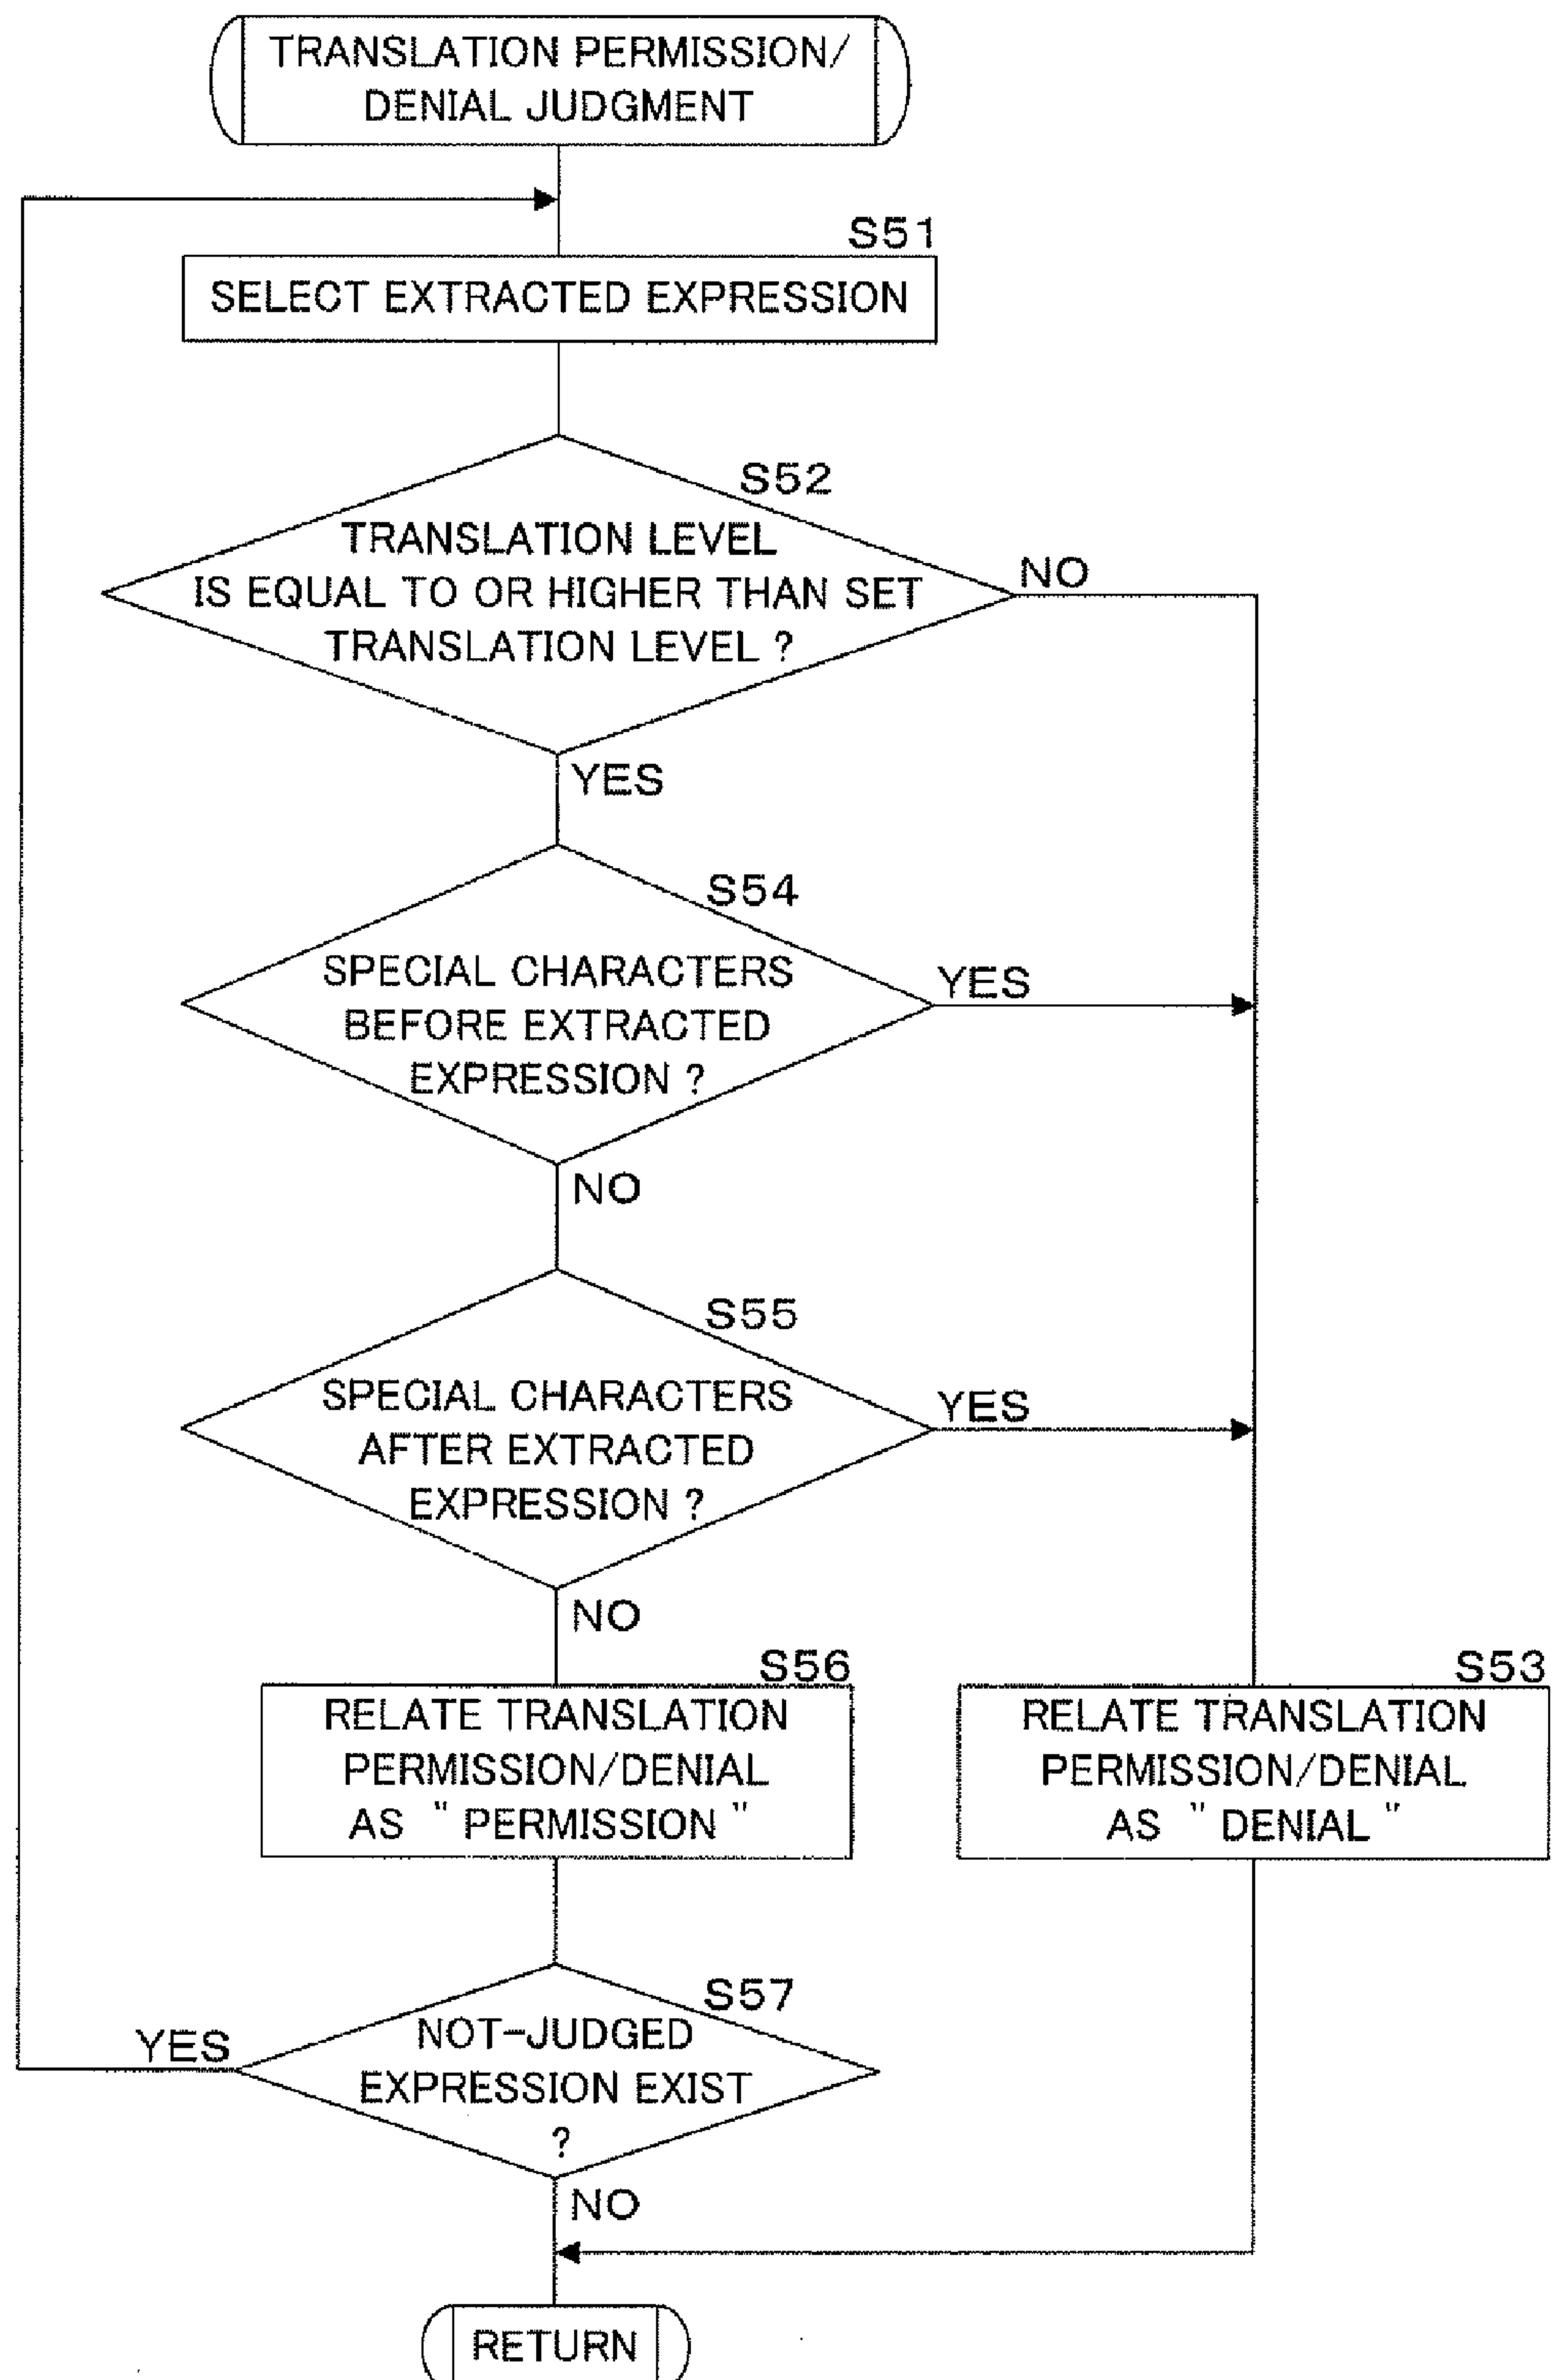 TRANSLATION PERMISSION/
DENIAL JUDGMENT
S51
SELECT EXTRACTED EXPRESSION
S52
TRANSLATION LEVEL
IS EQUAL TO OR HIGHER THAN SET
TRANSLATION LEVEL ?
NO
YES
S54
SPECIAL CHARACTERS
BEFORE EXTRACTED
EXPRESSION ?
YES
NO
S55
SPECIAL CHARACTERS
AFTER EXTRACTED
EXPRESSION ?
YES
NO
S56
RELATE TRANSLATION
PERMISSION/DENIAL
AS " PERMISSION "
S53
RELATE TRANSLATION
PERMISSION/DENIAL
AS " DENIAL "
S57
NOT-JUDGED
EXPRESSION EXIST
?
YES
NO
RETURN